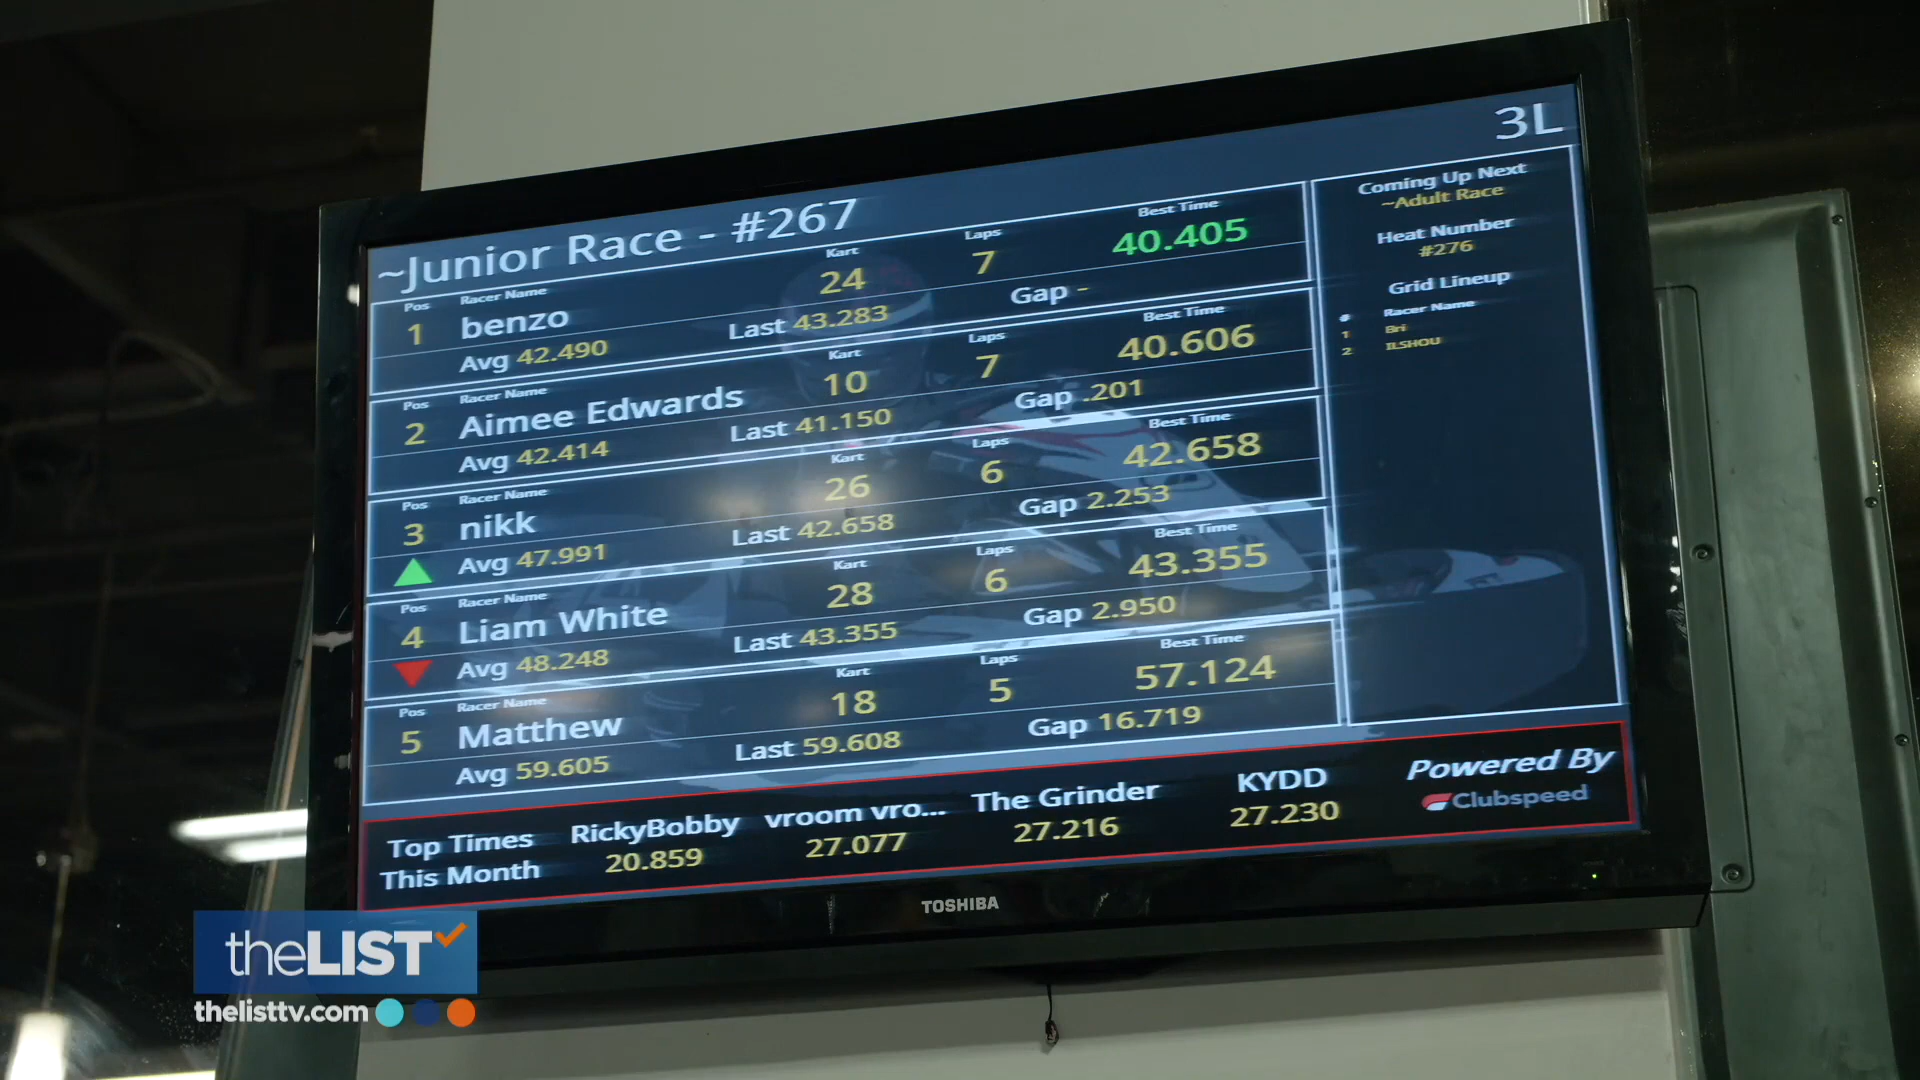 3L
~Junior Race - #267
Pos Racer Name Kart Laps Best Time
1 benzo 24 7 40.405
Avg 42.490 Last 43.283 Gap -
Pos Racer Name Kart Laps Best Time
2 Aimee Edwards 10 7 40.606
Avg 42.414 Last 41.150 Gap .201
Pos Racer Name Kart Laps Best Time
3 nikk 26 6 42.658
Avg 47.991 Last 42.658 Gap 2.253
Pos Racer Name Kart Laps Best Time
4 Liam White 28 6 43.355
Avg 48.248 Last 43.355 Gap 2.950
Pos Racer Name Kart Laps Best Time
5 Matthew 18 5 57.124
Avg 59.605 Last 59.608 Gap 16.719
Coming Up Next
~Adult Race
Heat Number
#276
Grid Lineup
# Racer Name
1 Bri
2 ILSHOU
Top Times
This Month
RickyBobby
20.859
vroom vro...
27.077
The Grinder
27.216
KYDD
27.230
Powered By
Clubspeed
TOSHIBA
theLIST
thelisttv.com